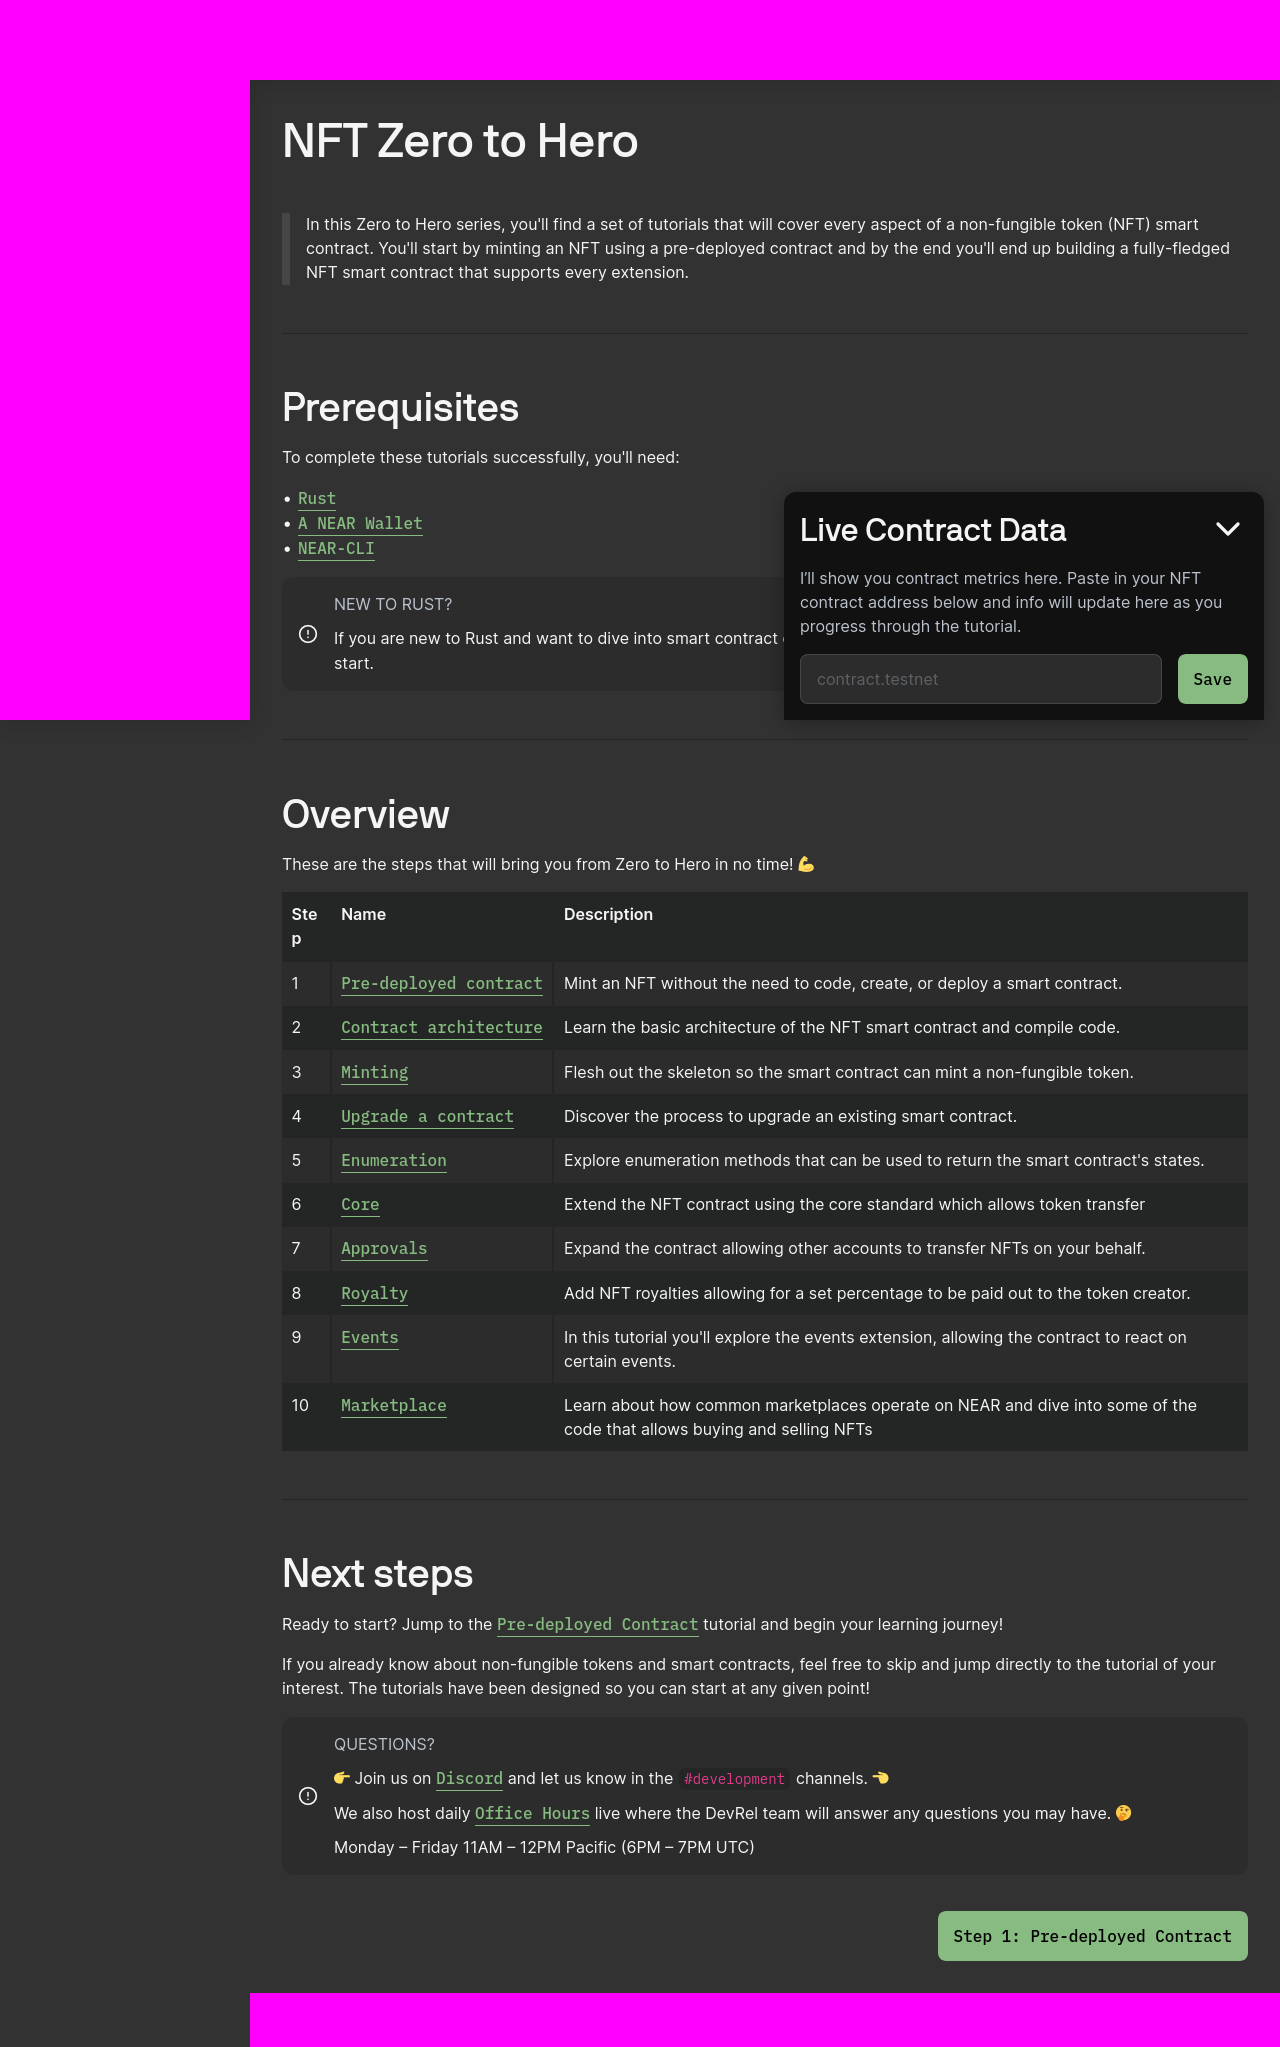 NFT Zero to Hero
In this Zero to Hero series, you'll find a set of tutorials that will cover every aspect of a non-fungible token (NFT) smart
contract. You'll start by minting an NFT using a pre-deployed contract and by the end you'll end up building a fully-fledged
NFT smart contract that supports every extension.
Prerequisites
To complete these tutorials successfully, you'll need:
• Rust
• A NEAR Wallet
• NEAR-CLI
NEW TO RUST?
If you are new to Rust and want to dive into smart contract
start.
Live Contract Data
I’ll show you contract metrics here. Paste in your NFT
contract address below and info will update here as you
progress through the tutorial.
contract.testnet
Save
Overview
These are the steps that will bring you from Zero to Hero in no time! 💪
Ste
p
Name
Description
1 Pre-deployed contract Mint an NFT without the need to code, create, or deploy a smart contract.
2 Contract architecture Learn the basic architecture of the NFT smart contract and compile code.
3 Minting Flesh out the skeleton so the smart contract can mint a non-fungible token.
4 Upgrade a contract Discover the process to upgrade an existing smart contract.
5 Enumeration Explore enumeration methods that can be used to return the smart contract's states.
6 Core Extend the NFT contract using the core standard which allows token transfer
7 Approvals Expand the contract allowing other accounts to transfer NFTs on your behalf.
8 Royalty Add NFT royalties allowing for a set percentage to be paid out to the token creator.
9 Events In this tutorial you'll explore the events extension, allowing the contract to react on
certain events.
10 Marketplace Learn about how common marketplaces operate on NEAR and dive into some of the
code that allows buying and selling NFTs
Next steps
Ready to start? Jump to the Pre-deployed Contract tutorial and begin your learning journey!
If you already know about non-fungible tokens and smart contracts, feel free to skip and jump directly to the tutorial of your
interest. The tutorials have been designed so you can start at any given point!
QUESTIONS?
👉 Join us on Discord and let us know in the #development channels. 👈
We also host daily Office Hours live where the DevRel team will answer any questions you may have. 🤔
Monday – Friday 11AM – 12PM Pacific (6PM – 7PM UTC)
Step 1: Pre-deployed Contract